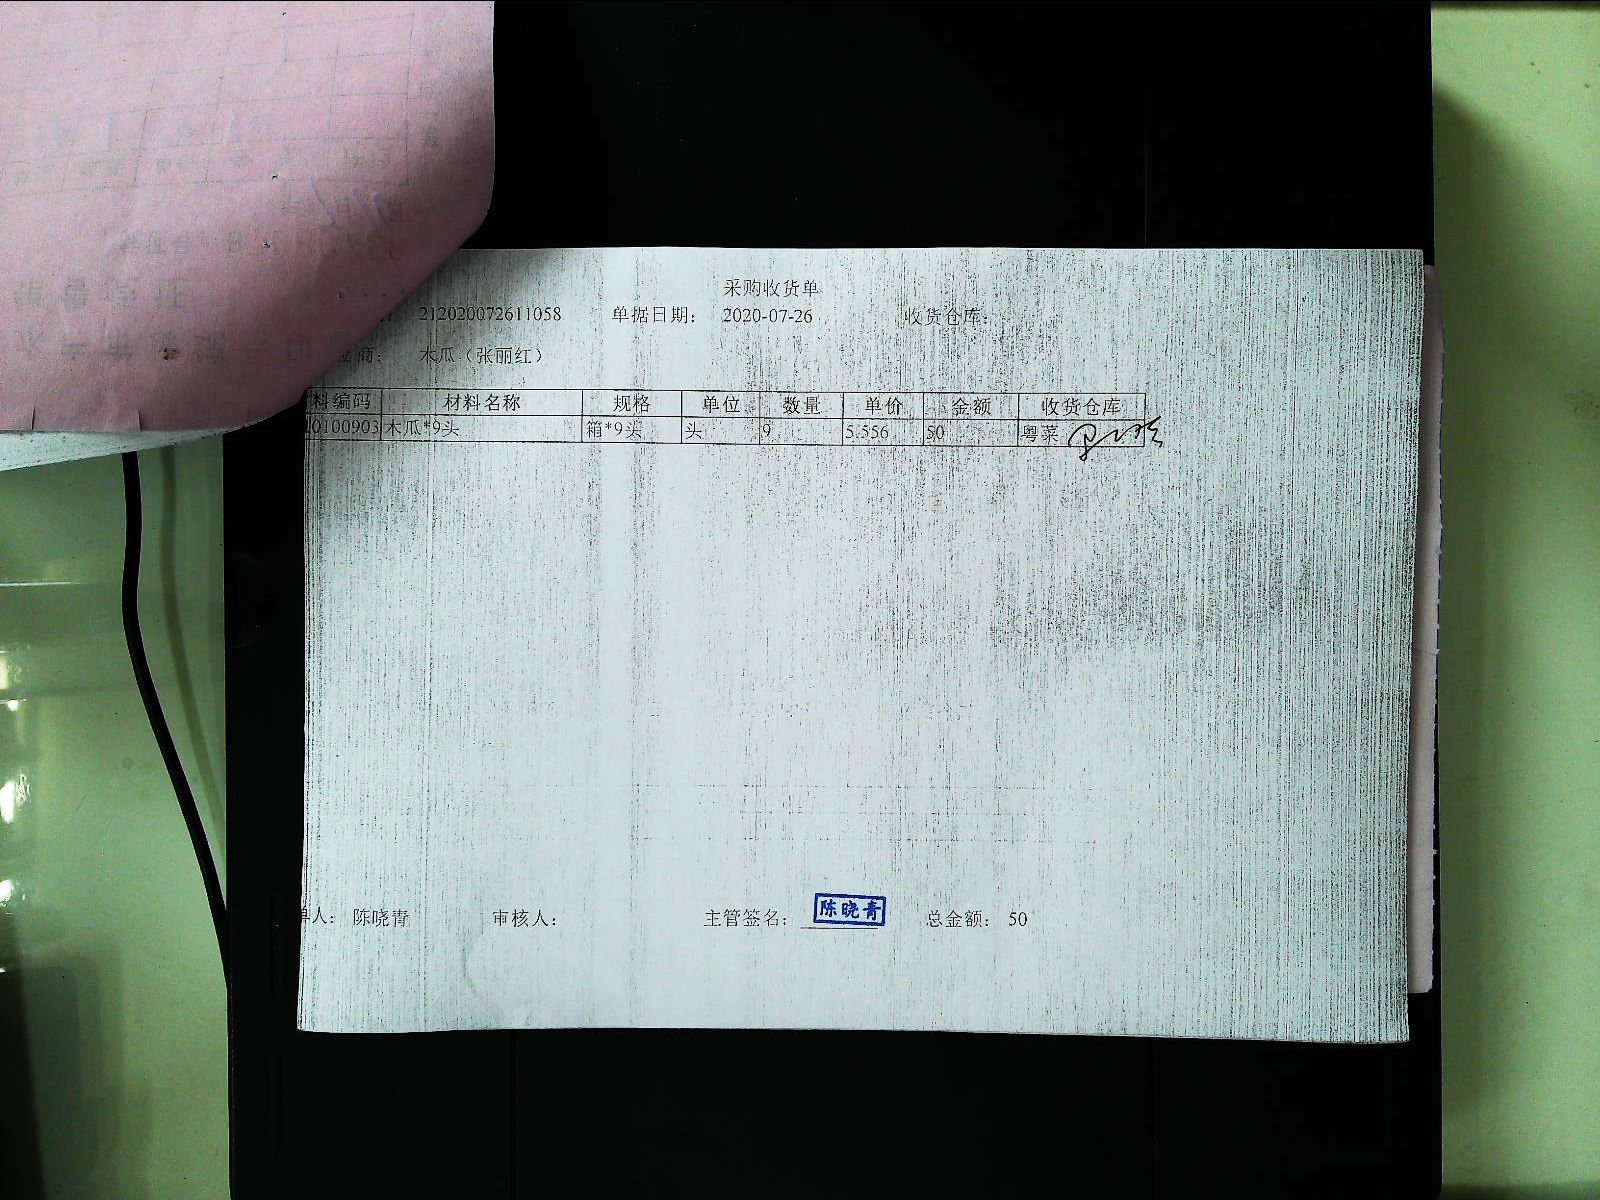 采购收货单
212020072611058 单据日期： 2020-07-26 收货仓库：
商： 木瓜（张丽红）
料编码 材料名称 规格 单位 数量 单价 金额 收货仓库
0100903 木瓜*9头 箱*9头 头 9 5.556 50 粤菜
单人： 陈晓青 审核人： 主管签名： 陈晓青 总金额： 50